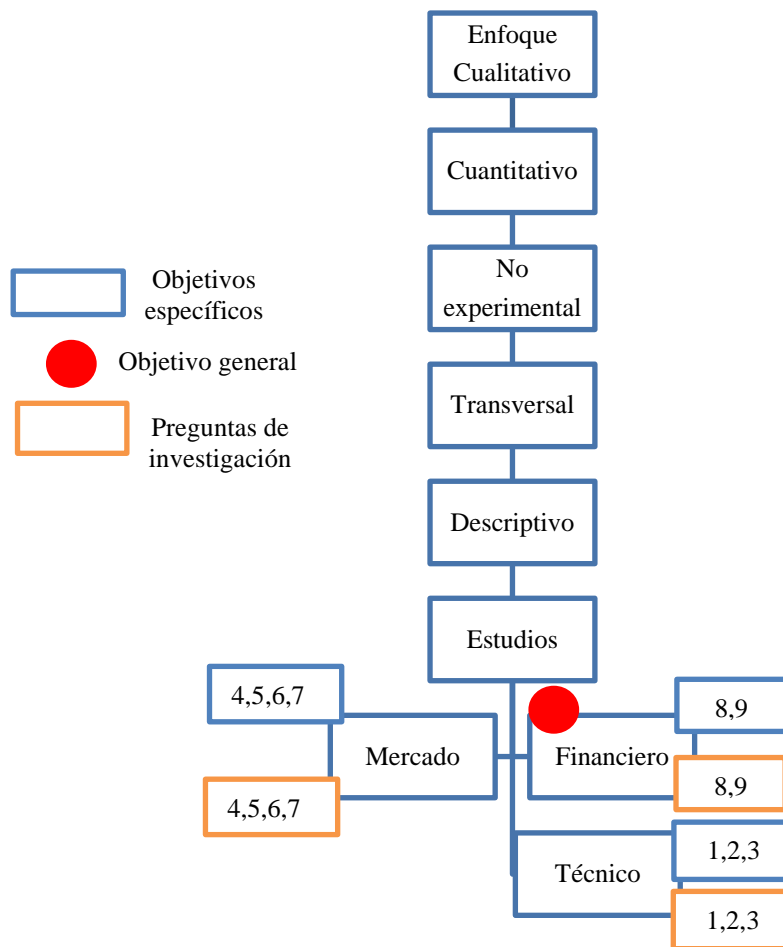 Enfoque
Cualitativo
Cuantitativo
No
experimental
Transversal
Descriptivo
Estudios
Objetivos
específicos
Objetivo general
Preguntas de
investigación
4,5,6,7
Mercado
4,5,6,7
8,9
Financiero
8,9
1,2,3
Técnico
1,2,3